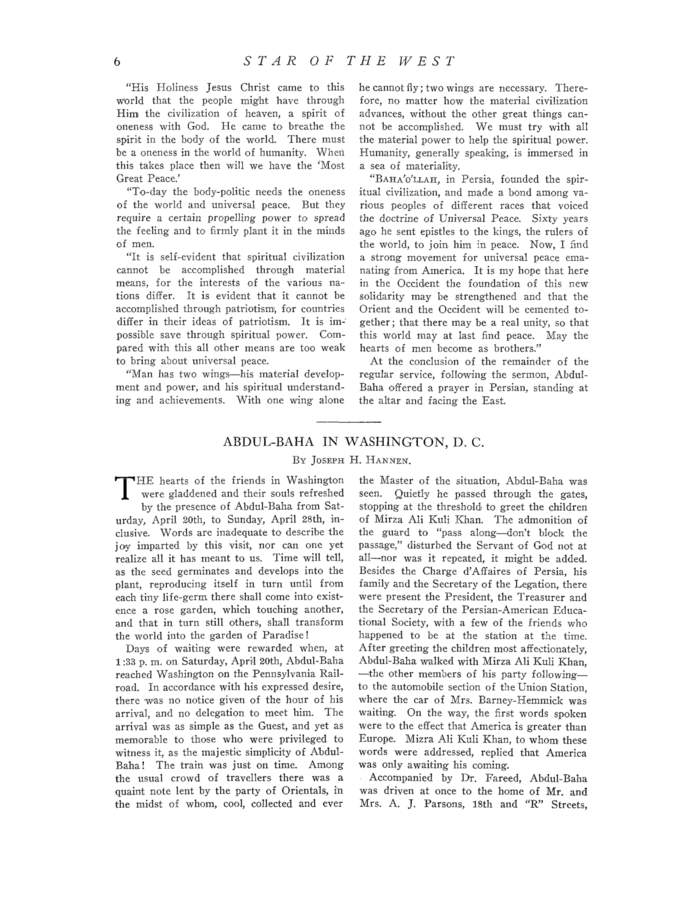 6
STAR OF THE WEST
"His Holiness Jesus Christ came to this
world that the people might have through
Him the civilization of heaven, a spirit of
oneness with God. He came to breathe the
spirit in the body of the world. There must
be a oneness in the world of humanity. When
this takes place then will we have the 'Most
Great Peace.'
"To-day the body-politic needs the oneness
of the world and universal peace. But they
require a certain propelling power to spread
the feeling and to firmly plant it in the minds
of men.
"It is self-evident that spiritual civilization
cannot be accomplished through material
means, for the interests of the various na-
tions differ. It is evident that it cannot be
accomplished through patriotism, for countries
differ in their ideas of patriotism. It is im-
possible save through spiritual power. Com-
pared with this all other means are too weak
to bring about universal peace.
"Man has two wings—his material develop-
ment and power, and his spiritual understand-
ing and achievements. With one wing alone
he cannot fly; two wings are necessary. There-
fore, no matter how the material civilization
advances, without the other great things can-
not be accomplished. We must try with all
the material power to help the spiritual power.
Humanity, generally speaking, is immersed in
a sea of materiality.
"BAHA'O'LLAH, in Persia, founded the spir-
itual civilization, and made a bond among va-
rious peoples of different races that voiced
the doctrine of Universal Peace. Sixty years
ago he sent epistles to the kings, the rulers of
the world, to join him in peace. Now, I find
a strong movement for universal peace ema-
nating from America. It is my hope that here
in the Occident the foundation of this new
solidarity may be strengthened and that the
Orient and the Occident will be cemented to-
gether; that there may be a real unity, so that
this world may at last find peace. May the
hearts of men become as brothers."
At the conclusion of the remainder of the
regular service, following the sermon, Abdul-
Baha offered a prayer in Persian, standing at
the altar and facing the East.
ABDUL-BAHA IN WASHINGTON, D. C.
BY JOSEPH H. HANNEN.
THE hearts of the friends in Washington
were gladdened and their souls refreshed
by the presence of Abdul-Baha from Sat-
urday, April 20th, to Sunday, April 28th, in-
clusive. Words are inadequate to describe the
joy imparted by this visit, nor can one yet
realize all it has meant to us. Time will tell,
as the seed germinates and develops into the
plant, reproducing itself in turn until from
each tiny life-germ there shall come into exist-
ence a rose garden, which touching another,
and that in turn still others, shall transform
the world into the garden of Paradise!
Days of waiting were rewarded when, at
1:33 p. m. on Saturday, April 20th, Abdul-Baha
reached Washington on the Pennsylvania Rail-
road. In accordance with his expressed desire,
there was no notice given of the hour of his
arrival, and no delegation to meet him. The
arrival was as simple as the Guest, and yet as
memorable to those who were privileged to
witness it, as the majestic simplicity of Abdul-
Baha! The train was just on time. Among
the usual crowd of travellers there was a
quaint note lent by the party of Orientals, in
the midst of whom, cool, collected and ever
the Master of the situation, Abdul-Baha was
seen. Quietly he passed through the gates,
stopping at the threshold to greet the children
of Mirza Ali Kuli Khan. The admonition of
the guard to "pass along—don't block the
passage," disturbed the Servant of God not at
all—nor was it repeated, it might be added.
Besides the Charge d'Affaires of Persia, his
family and the Secretary of the Legation, there
were present the President, the Treasurer and
the Secretary of the Persian-American Educa-
tional Society, with a few of the friends who
happened to be at the station at the time.
After greeting the children most affectionately,
Abdul-Baha walked with Mirza Ali Kuli Khan,
—the other members of his party following—
to the automobile section of the Union Station,
where the car of Mrs. Barney-Hemmick was
waiting. On the way, the first words spoken
were to the effect that America is greater than
Europe. Mizra Ali Kuli Khan, to whom these
words were addressed, replied that America
was only awaiting his coming.
Accompanied by Dr. Fareed, Abdul-Baha
was driven at once to the home of Mr. and
Mrs. A. J. Parsons, 18th and "R" Streets,